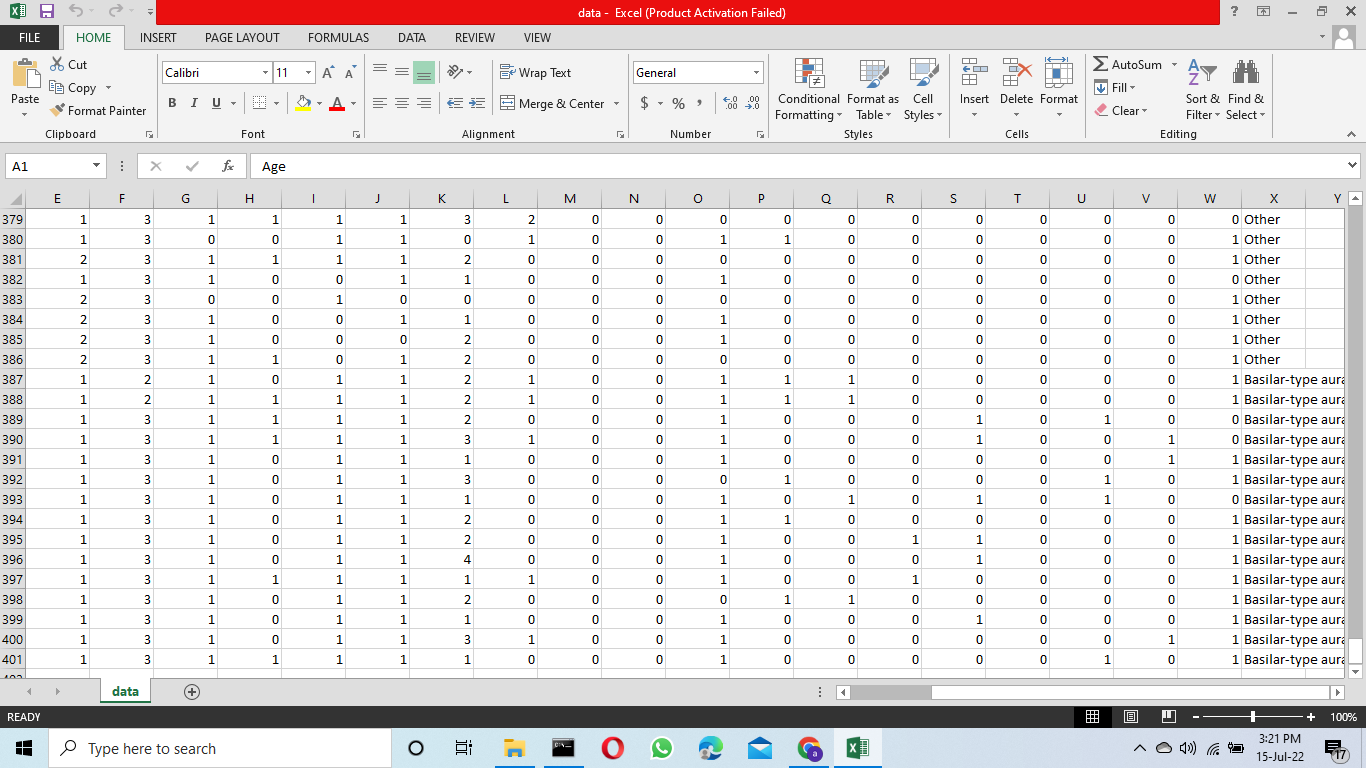 data - Excel (Product Activation Failed)
?
FILE HOME INSERT PAGE LAYOUT FORMULAS DATA REVIEW VIEW
Paste
Cut
Copy
Format Painter
Clipboard
Calibri 11
B I U
Font
Wrap Text
Merge & Center
Alignment
General
$ % ,
Number
Conditional Formatting
Format as Table
Cell Styles
Styles
Insert Delete Format
Cells
AutoSum
Fill
Clear
Sort & Filter
Find & Select
Editing
A1 fx Age
E F G H I J K L M N O P Q R S T U V W X Y
379 1 3 1 1 1 1 3 2 0 0 0 0 0 0 0 0 0 0 0 Other
380 1 3 0 0 1 1 0 1 0 0 1 1 0 0 0 0 0 0 1 Other
381 2 3 1 1 1 1 2 0 0 0 0 0 0 0 0 0 0 0 1 Other
382 1 3 1 0 0 1 1 0 0 0 1 0 0 0 0 0 0 0 0 Other
383 2 3 0 0 1 0 0 0 0 0 0 0 0 0 0 0 0 0 1 Other
384 2 3 1 0 0 1 1 0 0 0 1 0 0 0 0 0 0 0 1 Other
385 2 3 1 0 0 0 2 0 0 0 1 0 0 0 0 0 0 0 1 Other
386 2 3 1 1 0 1 2 0 0 0 0 0 0 0 0 0 0 0 1 Other
387 1 2 1 0 1 1 2 1 0 0 1 1 1 0 0 0 0 0 1 Basilar-type aura
388 1 2 1 1 1 1 2 1 0 0 1 1 1 0 0 0 0 0 1 Basilar-type aura
389 1 3 1 1 1 1 2 0 0 0 1 0 0 0 1 0 1 0 0 Basilar-type aura
390 1 3 1 1 1 1 3 1 0 0 1 0 0 0 1 0 0 1 0 Basilar-type aura
391 1 3 1 0 1 1 1 0 0 0 1 0 0 0 0 0 0 1 1 Basilar-type aura
392 1 3 1 0 1 1 3 0 0 0 0 1 0 0 0 0 1 0 1 Basilar-type aura
393 1 3 1 0 1 1 1 0 0 0 1 0 1 0 1 0 1 0 0 Basilar-type aura
394 1 3 1 0 1 1 2 0 0 0 1 1 0 0 0 0 0 0 1 Basilar-type aura
395 1 3 1 0 1 1 2 0 0 0 1 0 0 1 1 0 0 0 1 Basilar-type aura
396 1 3 1 0 1 1 4 0 0 0 1 0 0 0 1 0 0 0 1 Basilar-type aura
397 1 3 1 1 1 1 1 1 0 0 1 0 0 1 0 0 0 0 1 Basilar-type aura
398 1 3 1 0 1 1 2 0 0 0 0 1 1 0 0 0 0 0 1 Basilar-type aura
399 1 3 1 0 1 1 1 0 0 0 1 0 0 0 1 0 0 0 1 Basilar-type aura
400 1 3 1 0 1 1 3 1 0 0 1 0 0 0 0 0 0 1 1 Basilar-type aura
401 1 3 1 1 1 1 1 0 0 0 1 0 0 0 0 0 1 0 1 Basilar-type aura
data
READY 100%
Type here to search
3:21 PM
15-Jul-22
17